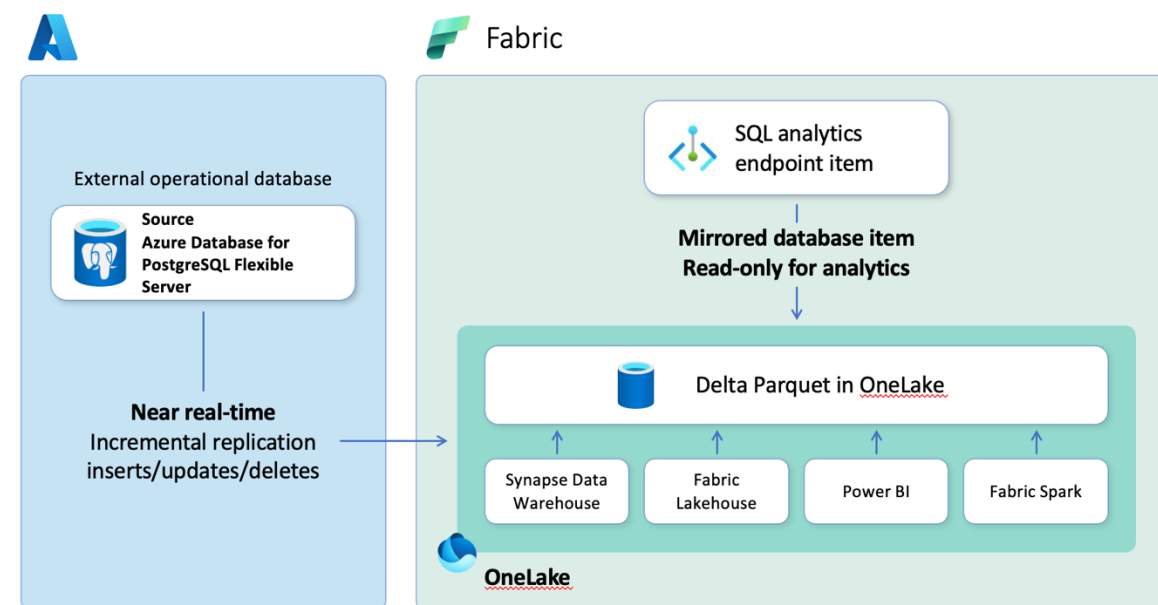 Fabric
External operational database
Source
Azure Database for
PostgreSQL Flexible
Server
Near real-time
Incremental replication
inserts/updates/deletes
SQL analytics
endpoint item
Mirrored database item
Read-only for analytics
Delta Parquet in OneLake
Synapse Data
Warehouse
Fabric
Lakehouse
Power BI
Fabric Spark
OneLake